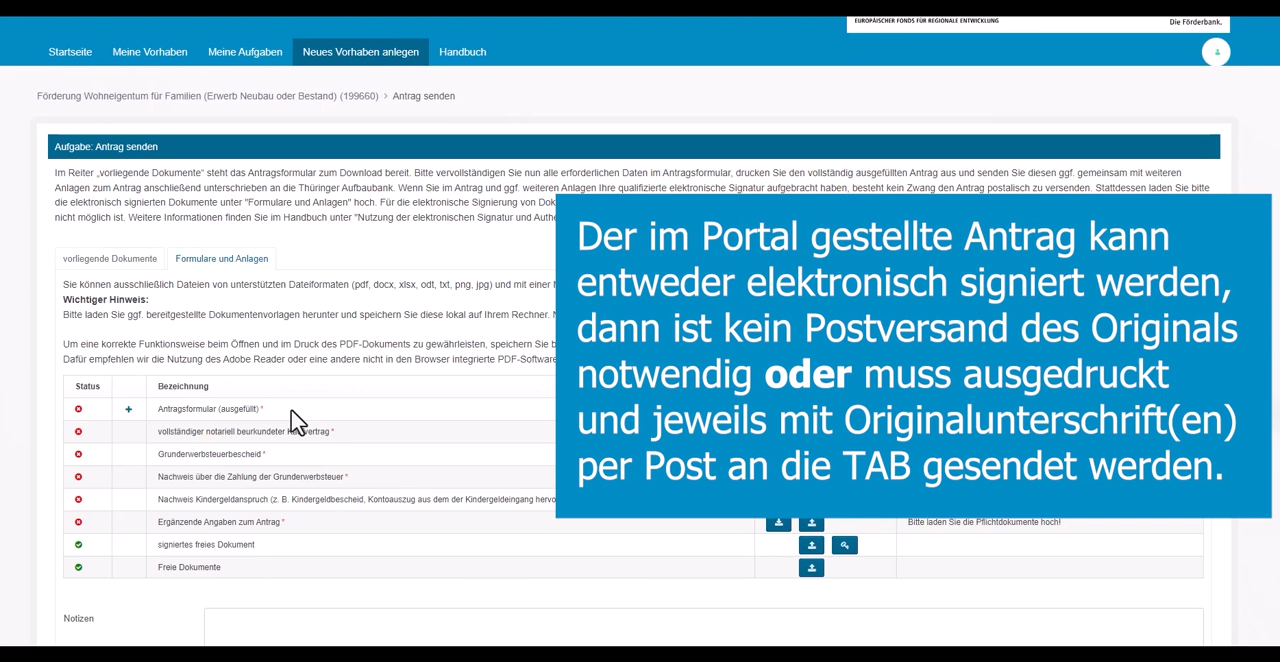 EUROPÄISCHER FONDS FÜR REGIONALE ENTWICKLUNG
Die Förderbank.
Startseite Meine Vorhaben Meine Aufgaben Neues Vorhaben anlegen Handbuch
Förderung Wohneigentum für Familien (Erwerb Neubau oder Bestand) (199660) > Antrag senden
Aufgabe: Antrag senden
Im Reiter „vorliegende Dokumente" steht das Antragsformular zum Download bereit. Bitte vervollständigen Sie nun alle erforderlichen Daten im Antragsformular, drucken Sie den vollständig ausgefüllten Antrag aus und senden Sie diesen ggf. gemeinsam mit weiteren
Anlagen zum Antrag anschließend unterschrieben an die Thüringer Aufbaubank. Wenn Sie im Antrag und ggf. weiteren Anlagen Ihre qualifizierte elektronische Signatur aufgebracht haben, besteht kein Zwang den Antrag postalisch zu versenden. Stattdessen laden Sie bitte
die elektronisch signierten Dokumente unter "Formulare und Anlagen" hoch. Für die elektronische Signierung von
nicht möglich ist. Weitere Informationen finden Sie im Handbuch unter "Nutzung der elektronischen Signatur und
vorliegende Dokumente Formulare und Anlagen
Sie können ausschließlich Dateien von unterstützten Dateiformaten (pdf, docx, xlsx, odt, txt, png, jpg) und mit einer
Wichtiger Hinweis:
Bitte laden Sie ggf. bereitgestellte Dokumentenvorlagen herunter und speichern Sie diese lokal auf Ihrem Rechner.
Um eine korrekte Funktionsweise beim Öffnen und im Druck des PDF-Dokuments zu gewährleisten, speichern Sie
Dafür empfehlen wir die Nutzung des Adobe Reader oder eine andere nicht in den Browser integrierte PDF-Software
Der im Portal gestellte Antrag kann
entweder elektronisch signiert werden,
dann ist kein Postversand des Originals
notwendig oder muss ausgedruckt
und jeweils mit Originalunterschrift(en)
per Post an die TAB gesendet werden.
Status Bezeichnung
Antragsformular (ausgefüllt) *
vollständiger notariell beurkundeter *
Grunderwerbsteuerbescheid *
Nachweis über die Zahlung der Grunderwerbsteuer *
Nachweis Kindergeldanspruch (z. B. Kindergeldbescheid, Kontoauszug aus dem der Kindergeldeingang
Ergänzende Angaben zum Antrag * Bitte laden Sie die Pflichtdokumente hoch!
signiertes freies Dokument
Freie Dokumente
Notizen